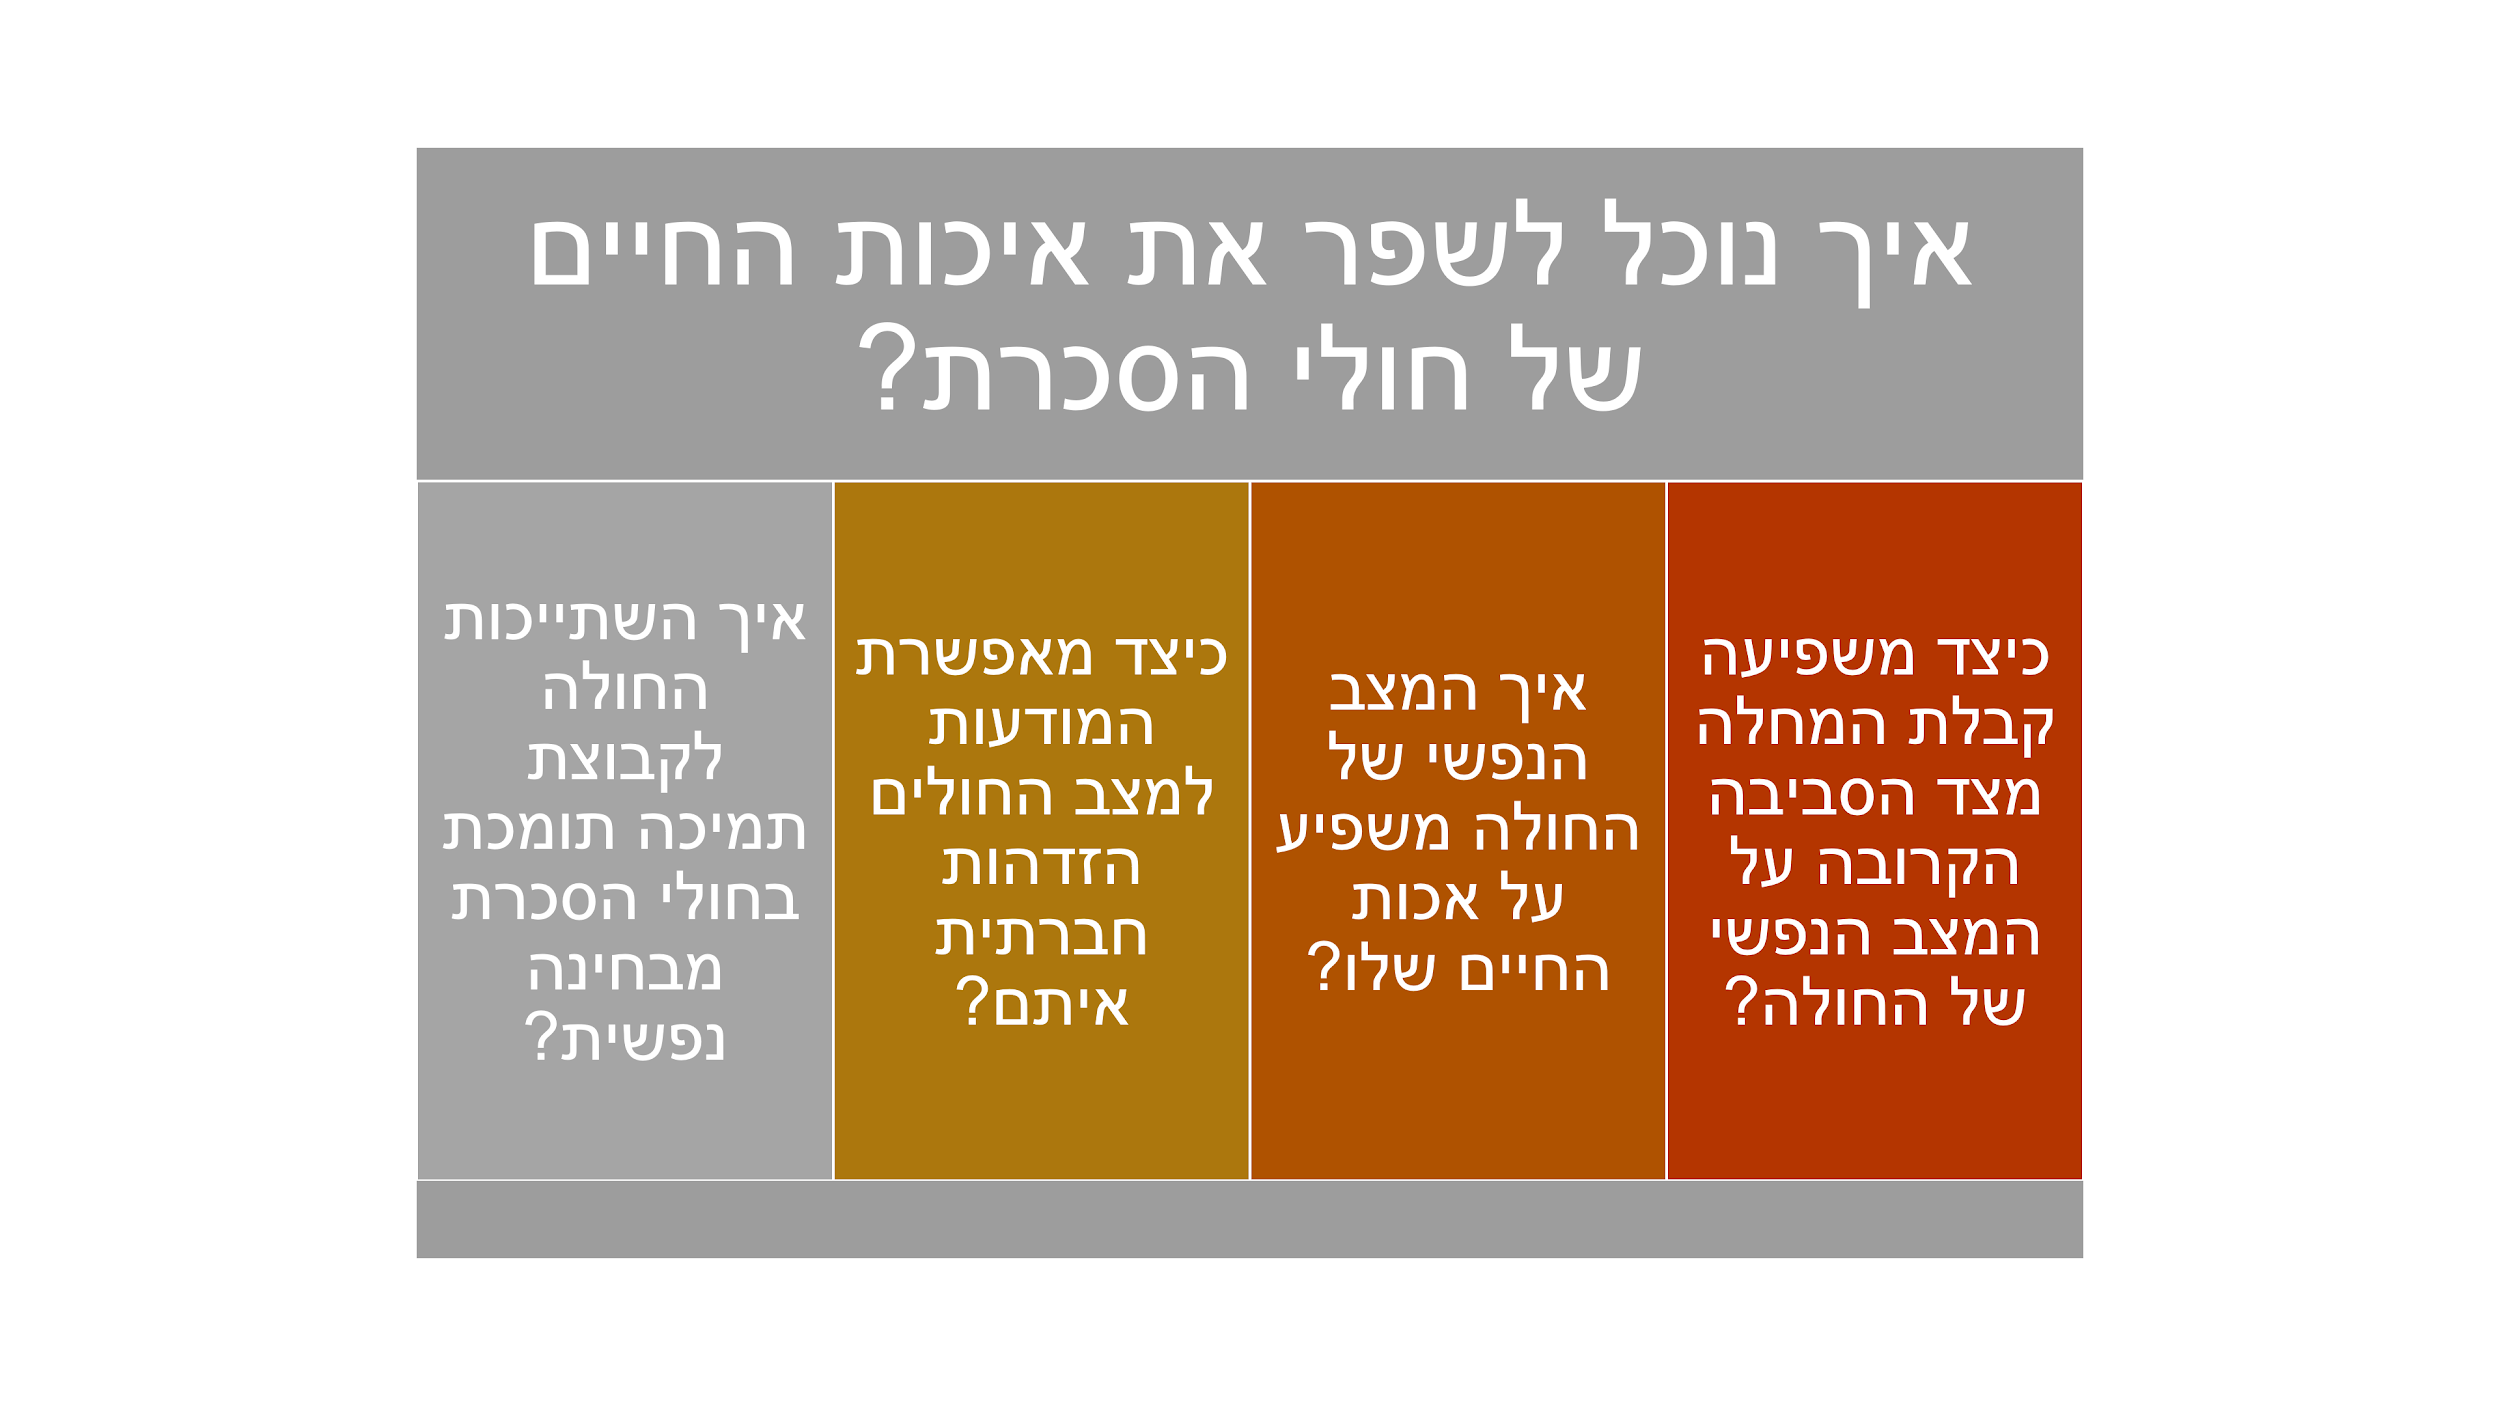 איך נוכל לשפר את איכות החיים
של חולי הסכרת?
כיצד משפיעה
קבלת המחלה
מצד הסביבה
הקרובה על
המצב הנפשי
של החולה?
איך המצב
הנפשי של
החולה משפיע
על אכות
החיים שלו?
כיצד מאפשרת
המודעות
למצב החולים
הזדהות
חברתית
איתם?
איך השתייכות
החולה
לקבוצת
תמיכה תומכת
בחולי הסכרת
מבחינה
נפשית?